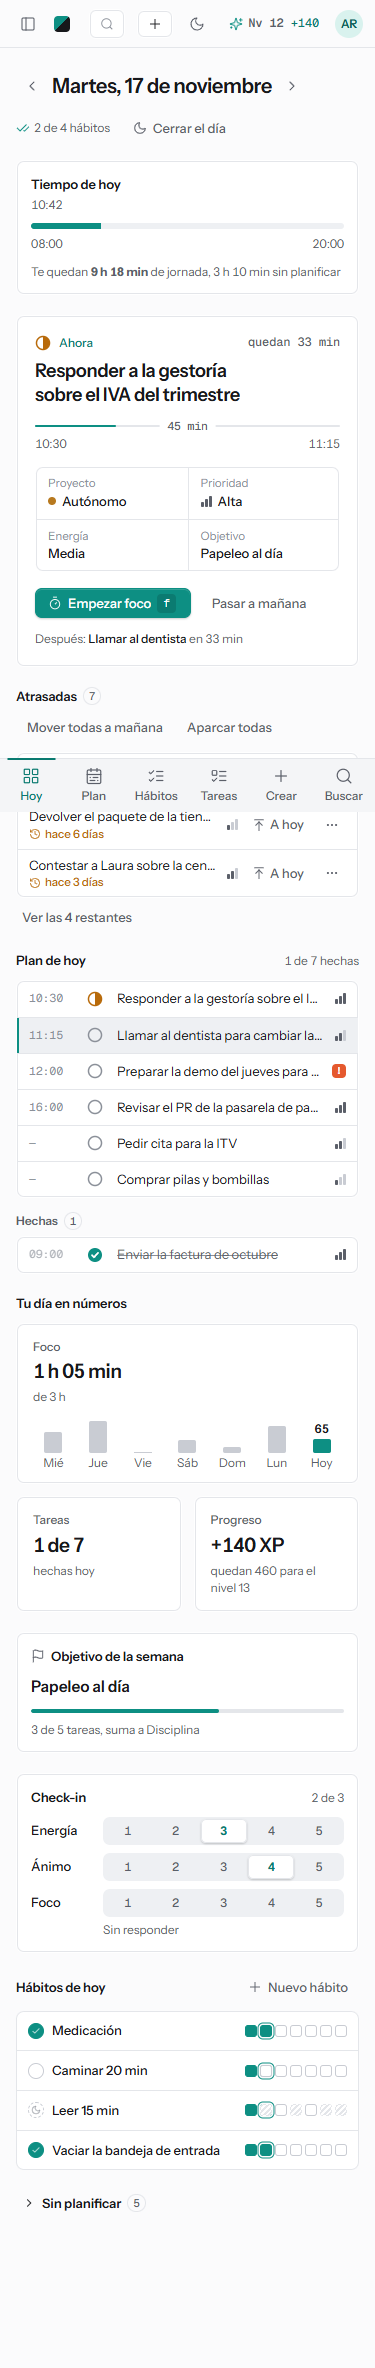 Nv 12 +140
AR
Martes, 17 de noviembre
2 de 4 hábitos
Cerrar el día
Tiempo de hoy
10:42
08:00
20:00
Te quedan 9 h 18 min de jornada, 3 h 10 min sin planificar
Ahora
quedan 33 min
Responder a la gestoría
sobre el IVA del trimestre
45 min
10:30
11:15
Proyecto
Autónomo
Prioridad
Alta
Energía
Media
Objetivo
Papeleo al día
Empezar foco f
Pasar a mañana
Después: Llamar al dentista en 33 min
Atrasadas 7
Mover todas a mañana
Aparcar todas
Hoy
Plan
Hábitos
Tareas
Crear
Buscar
Devolver el paquete de la tien...
hace 6 días
A hoy
Contestar a Laura sobre la cen...
hace 3 días
A hoy
Ver las 4 restantes
Plan de hoy
1 de 7 hechas
10:30 Responder a la gestoría sobre el I...
11:15 Llamar al dentista para cambiar la...
12:00 Preparar la demo del jueves para ... !
16:00 Revisar el PR de la pasarela de pa...
– Pedir cita para la ITV
– Comprar pilas y bombillas
Hechas 1
09:00 Enviar la factura de octubre
Tu día en números
Foco
1 h 05 min
de 3 h
65
Mié Jue Vie Sáb Dom Lun Hoy
Tareas
1 de 7
hechas hoy
Progreso
+140 XP
quedan 460 para el
nivel 13
Objetivo de la semana
Papeleo al día
3 de 5 tareas, suma a Disciplina
Check-in
2 de 3
Energía 1 2 3 4 5
Ánimo 1 2 3 4 5
Foco 1 2 3 4 5
Sin responder
Hábitos de hoy
Nuevo hábito
Medicación
Caminar 20 min
Leer 15 min
Vaciar la bandeja de entrada
Sin planificar 5